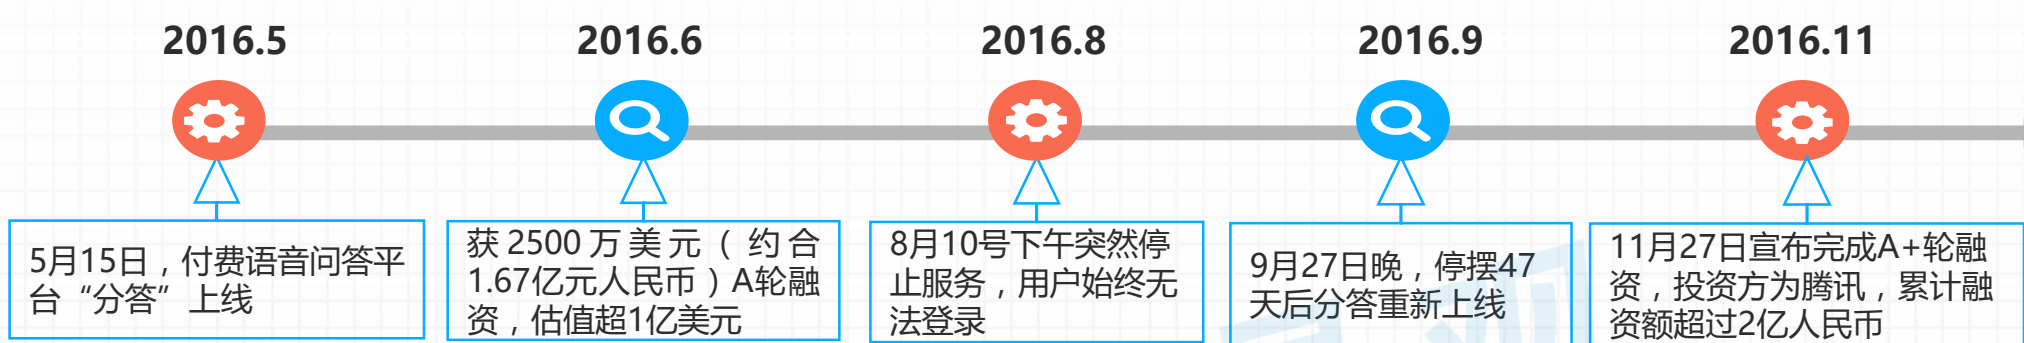 2016.5
2016.6
2016.8
2016.9
2016.11
5月15日，付费语音问答平
台“分答”上线
获2500万美元（约合
1.67亿元人民币）A轮融
资，估值超1亿美元
8月10号下午突然停
止服务，用户始终无
法登录
9月27日晚，停摆47
天后分答重新上线
11月27日宣布完成A+轮融
资，投资方为腾讯，累计融
资额超过2亿人民币